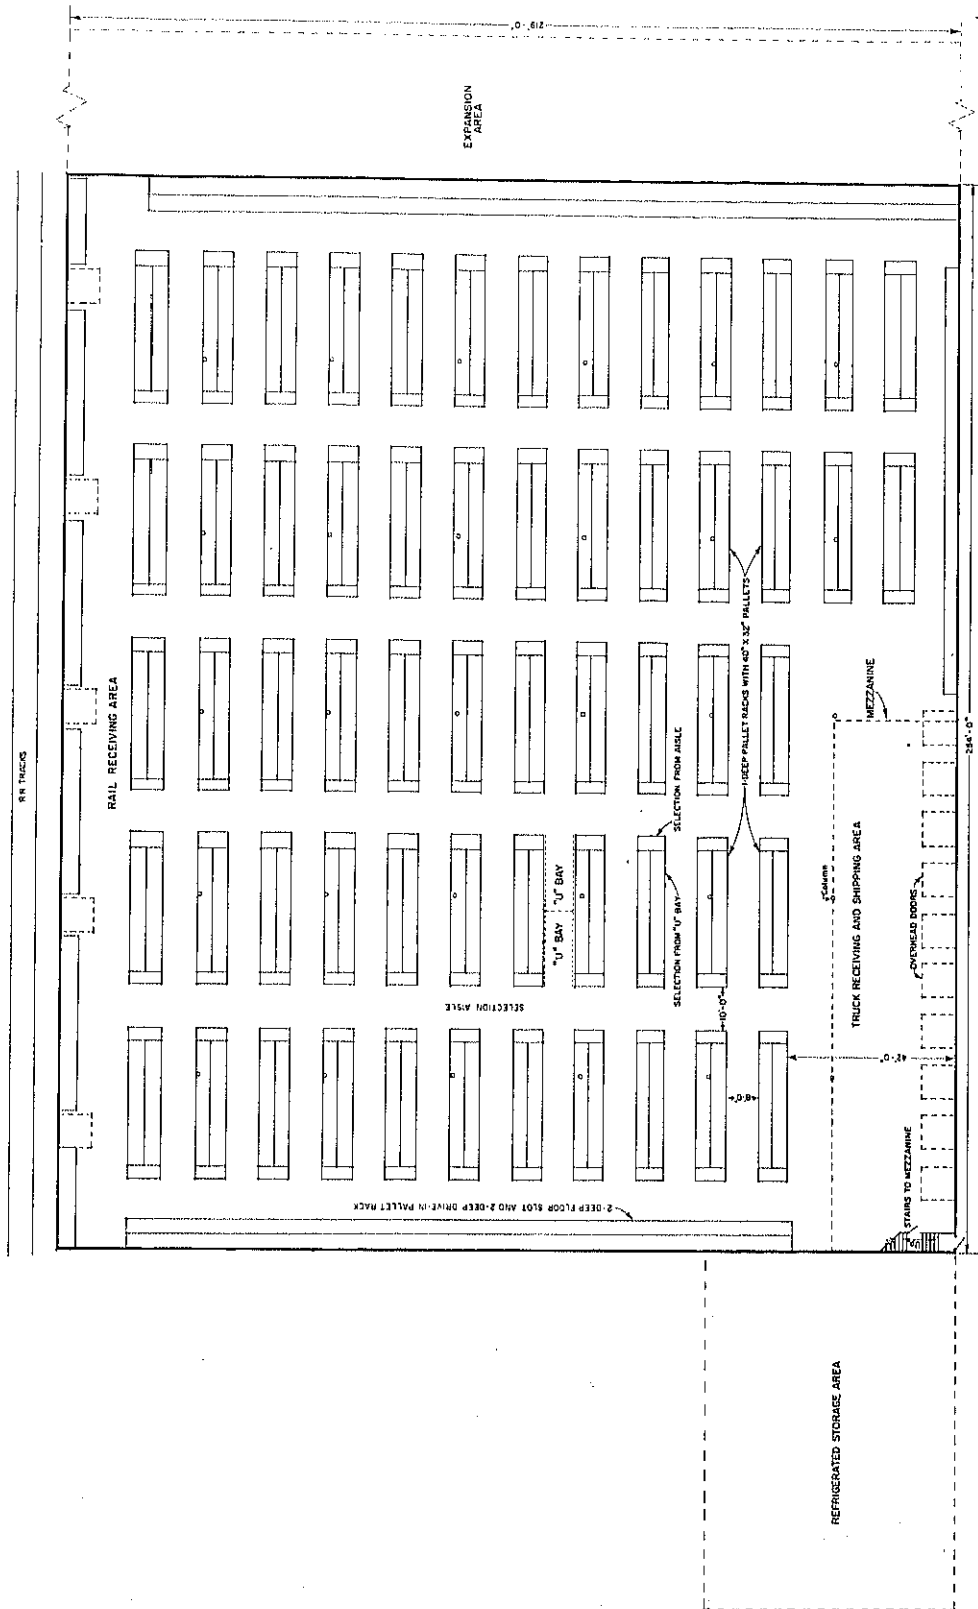 219'-0"
EXPANSION
AREA
RR TRACKS
RAIL RECEIVING AREA
1-DEEP PALLET RACKS WITH 40" X 32" PALLETS
MEZZANINE
254'-0"
SELECTION FROM AISLE
"U" BAY
"U" BAY
SELECTION FROM "U" BAY
Column
OVERHEAD DOORS
TRUCK RECEIVING AND SHIPPING AREA
SELECTION AISLE
10'-0"
8'-0"
42'-0"
STAIRS TO MEZZANINE
2-DEEP FLOOR SLOT AND 2-DEEP DRIVE-IN PALLET RACK
REFRIGERATED STORAGE AREA